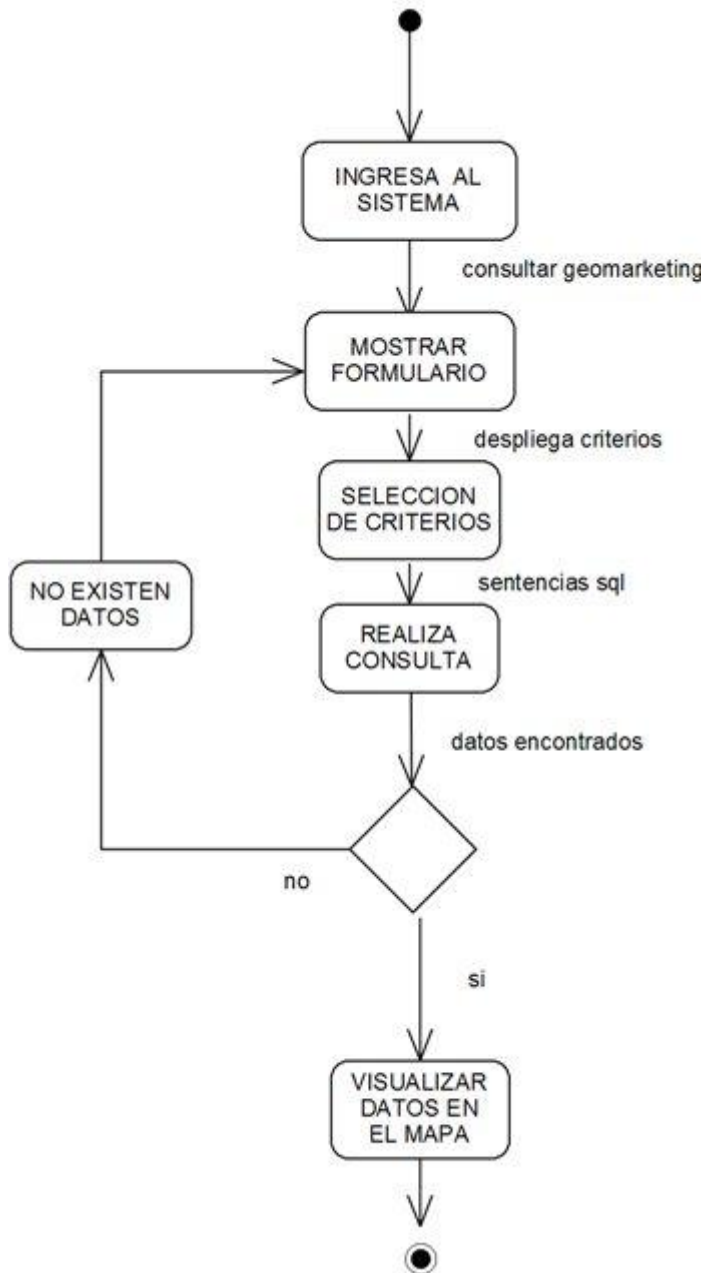 INGRESA AL
SISTEMA
consultar geomarketing
MOSTRAR
FORMULARIO
despliega criterios
SELECCION
DE CRITERIOS
sentencias sql
NO EXISTEN
DATOS
REALIZA
CONSULTA
datos encontrados
no
si
VISUALIZAR
DATOS EN
EL MAPA